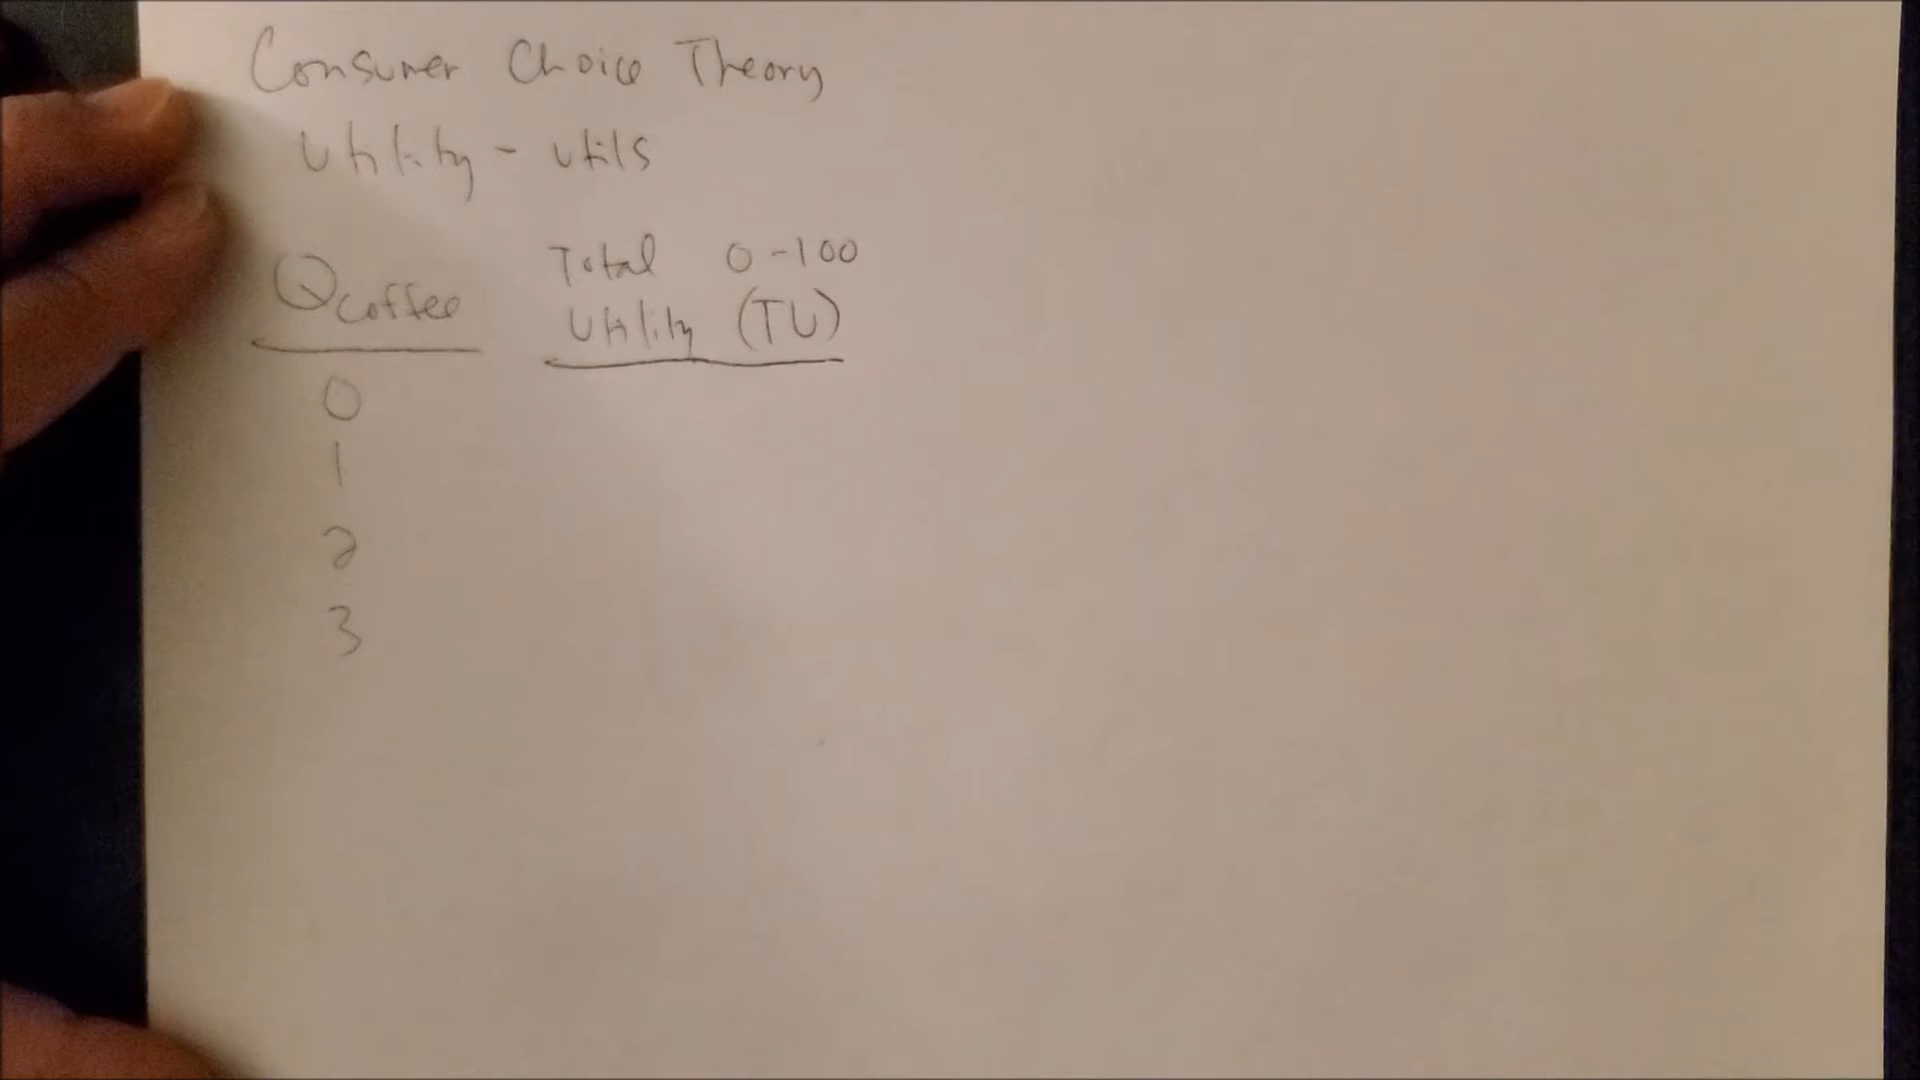 Consumer Choice Theory
Utility - utils
Qcoffee
Total 0-100
Utility (TU)
0
1
2
3